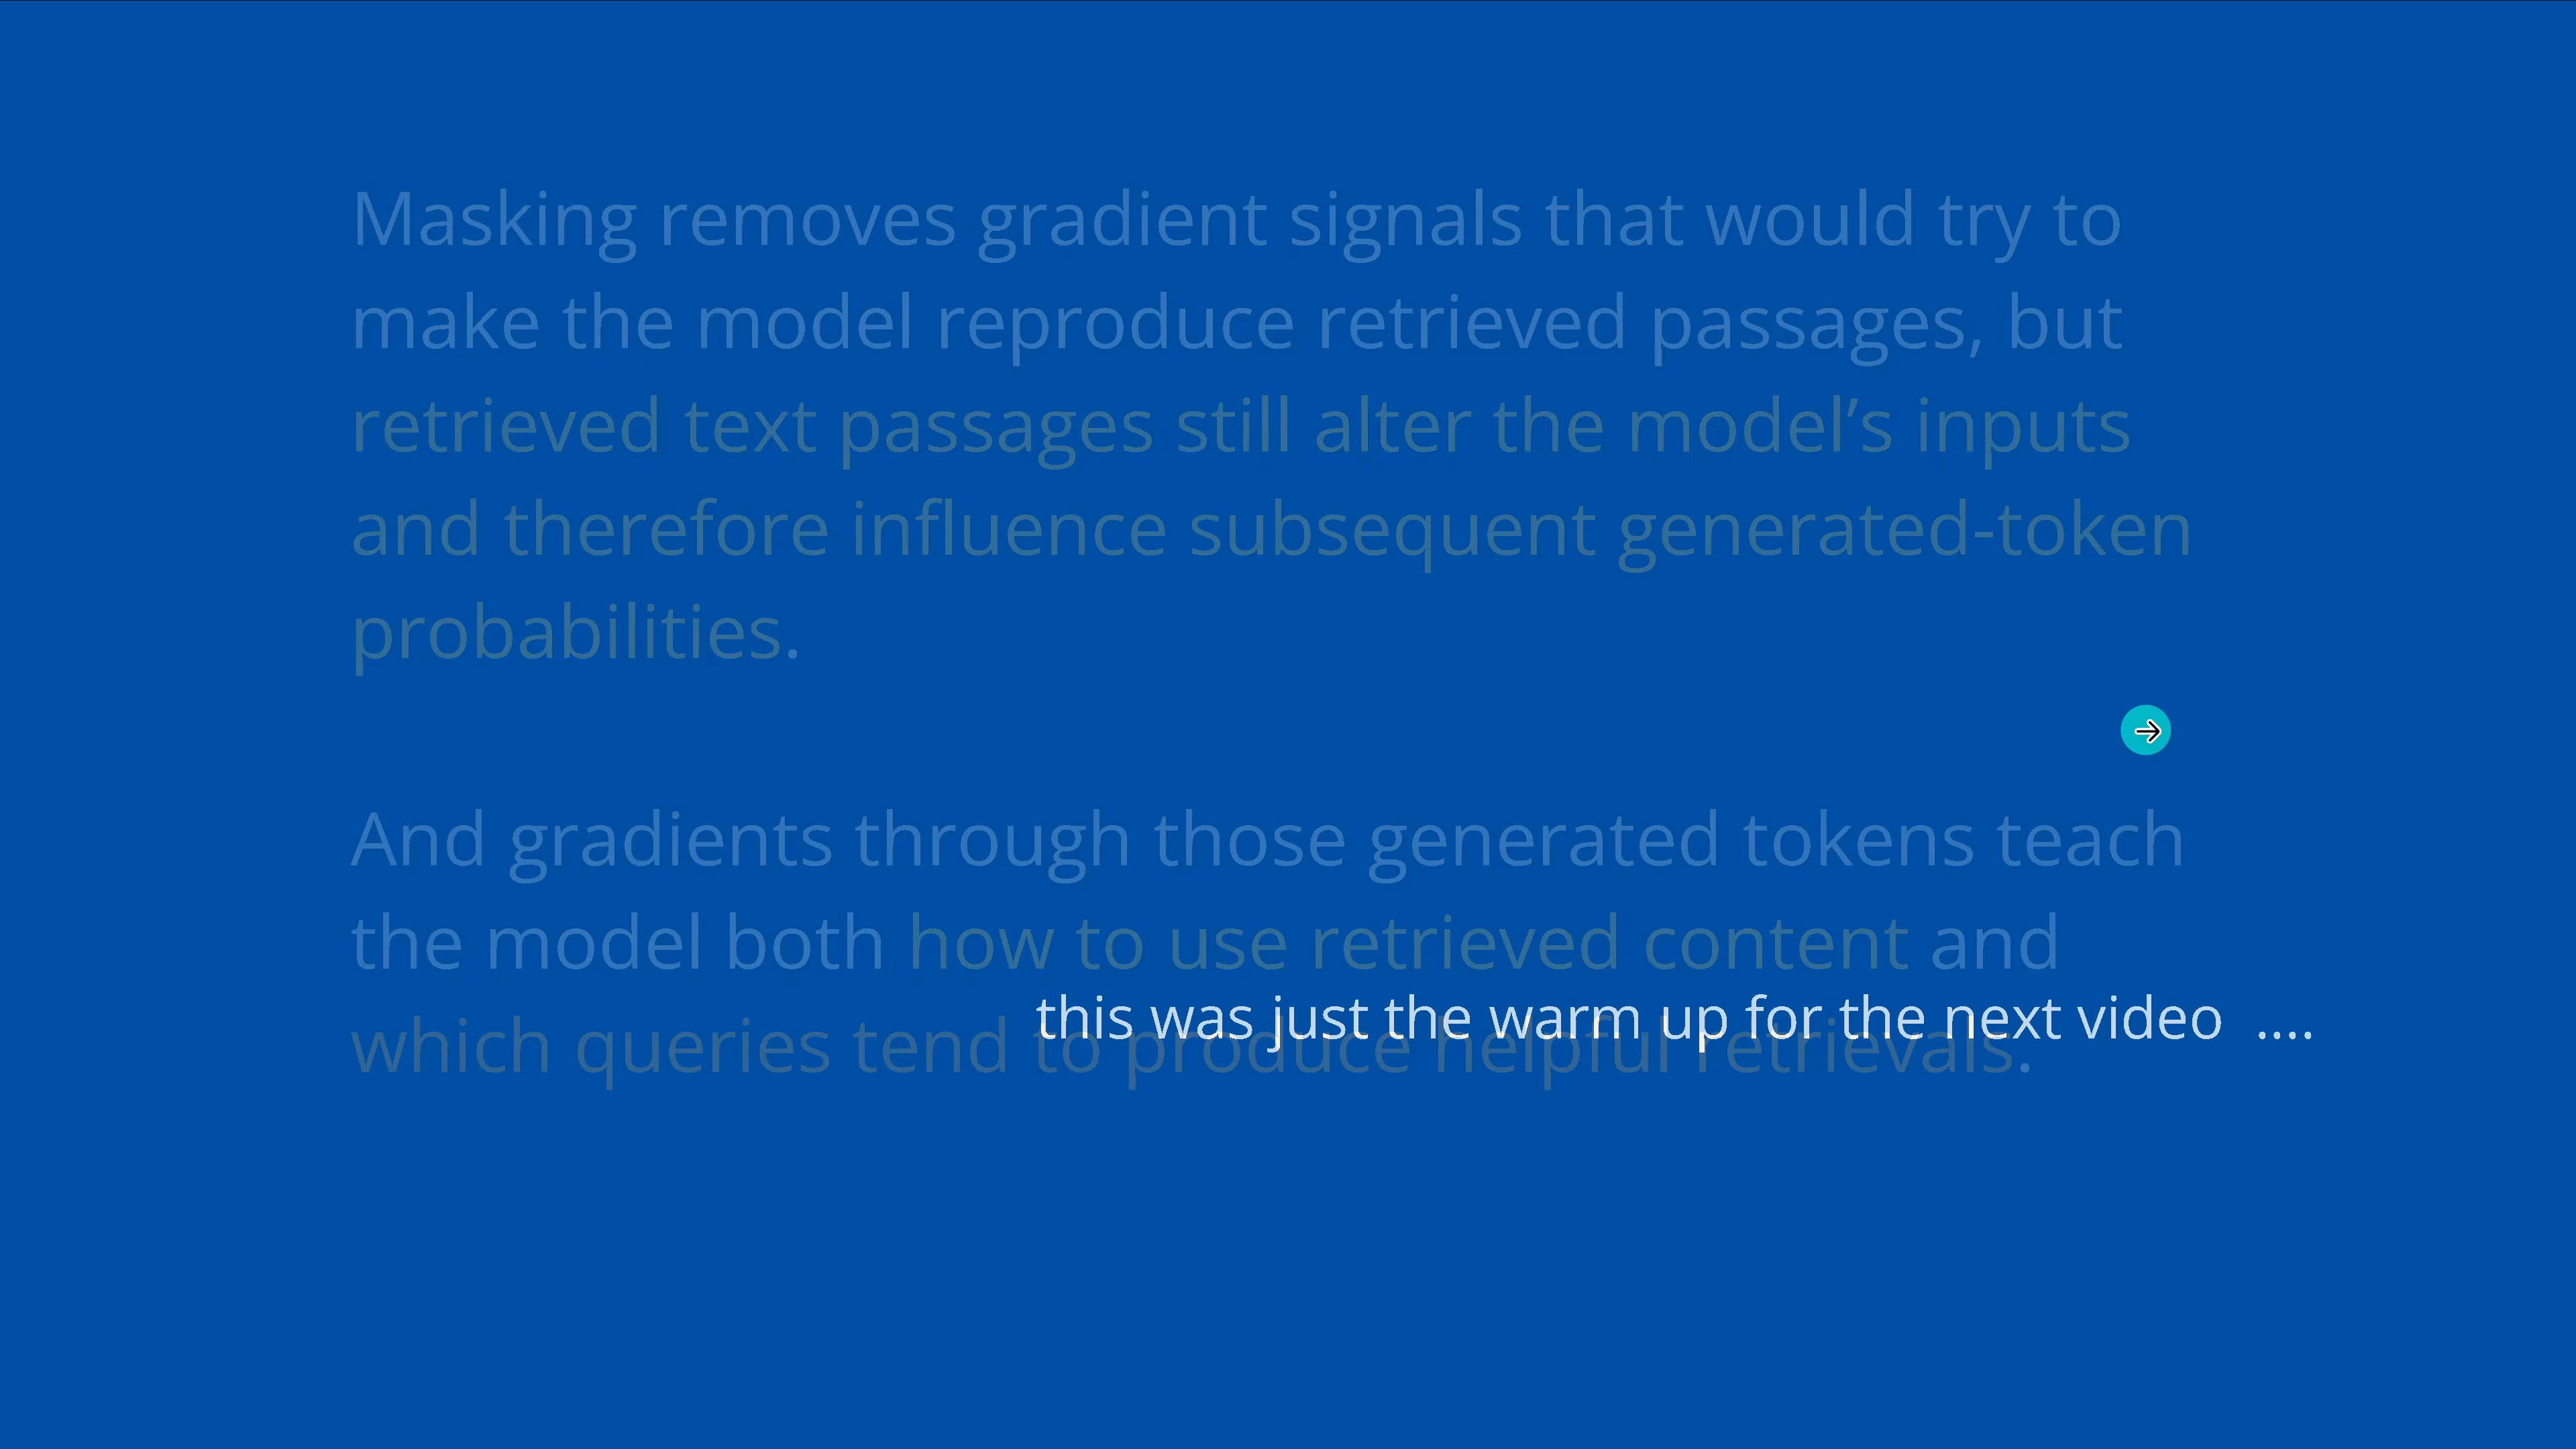 Masking removes gradient signals that would try to
make the model reproduce retrieved passages, but
retrieved text passages still alter the model’s inputs
and therefore influence subsequent generated-token
probabilities.
And gradients through those generated tokens teach
the model both how to use retrieved content and
this was just the warm up for the next video ....
which queries tend to produce helpful retrievals.